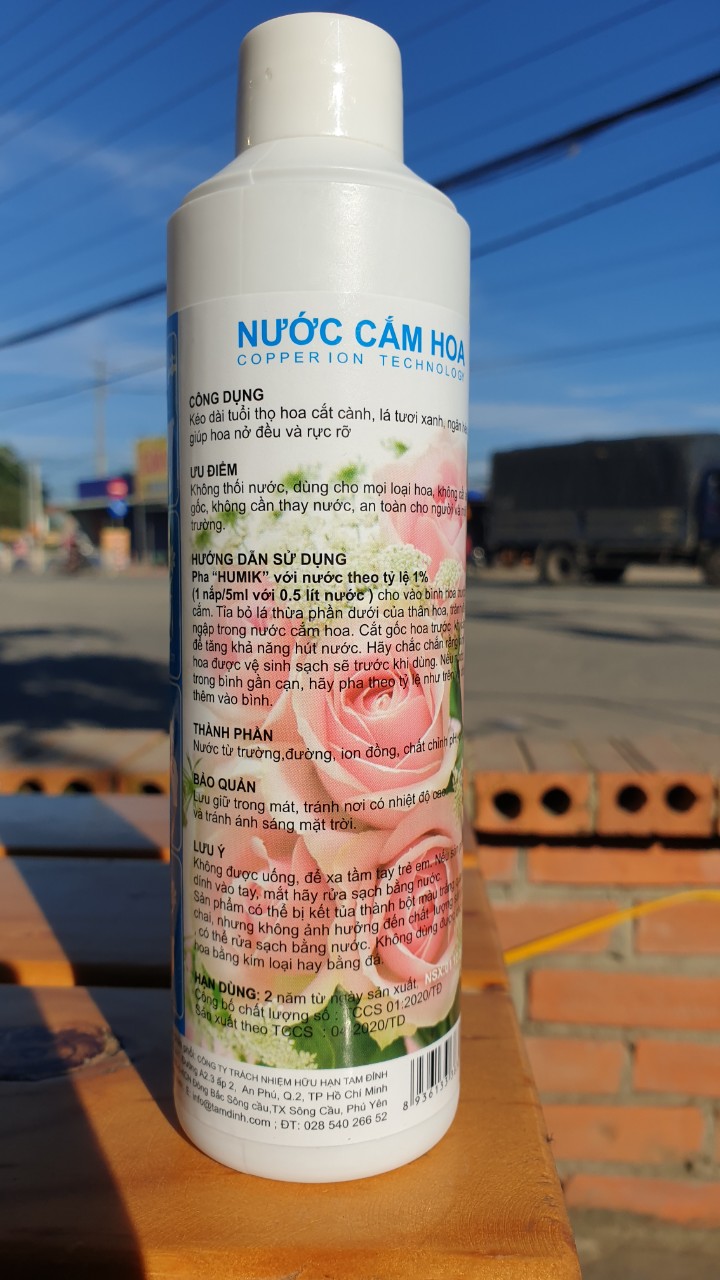 NƯỚC CẮM HOA
COPPER ION TECHNOLOGY
CÔNG DỤNG
Kéo dài tuổi thọ hoa cắt cành, lá tươi xanh, ngăn
giúp hoa nở đều và rực rỡ
ƯU ĐIỂM
Không thối nước, dùng cho mọi loại hoa, không
gốc, không cần thay nước, an toàn cho người và
trường.
HƯỚNG DẪN SỬ DỤNG
Pha “HUMIK” với nước theo tỷ lệ 1%
(1 nắp/5ml với 0.5 lít nước ) cho vào bình hoa
cắm. Tỉa bỏ lá thừa phần dưới của thân hoa,
ngập trong nước cắm hoa. Cắt gốc hoa trước
để tăng khả năng hút nước. Hãy chắc chắn rằng
hoa được vệ sinh sạch sẽ trước khi dùng. Nếu
trong bình gần cạn, hãy pha theo tỷ lệ như trên,
thêm vào bình.
THÀNH PHẦN
Nước từ trường,đường, ion đồng, chất chỉnh pH
BẢO QUẢN
Lưu giữ trong mát, tránh nơi có nhiệt độ cao
và tránh ánh sáng mặt trời.
LƯU Ý
Không được uống, để xa tầm tay trẻ em. Nếu
dính vào tay, mắt hãy rửa sạch bằng nước.
Sản phẩm có thể bị kết tủa thành bột màu trắng
chai, nhưng không ảnh hưởng đến chất lượng
, có thể rửa sạch bằng nước. Không dùng
hoa bằng kim loại hay bằng đá.
HẠN DÙNG: 2 năm từ ngày sản xuất.
Công bố chất lượng số : TCCS 01:2020/TĐ
Sản xuất theo TCCS : 04:2020/TD
NSX:01
phối: CÔNG TY TRÁCH NHIỆM HỮU HẠN TAM ĐỈNH
Đường A2.3 ấp 2, An Phú, Q.2, TP Hồ Chí Minh
Đông Bắc Sông cầu,TX Sông Cầu, Phú Yên
info@tamdinh.com ; ĐT: 028 540 266 52
8 936133